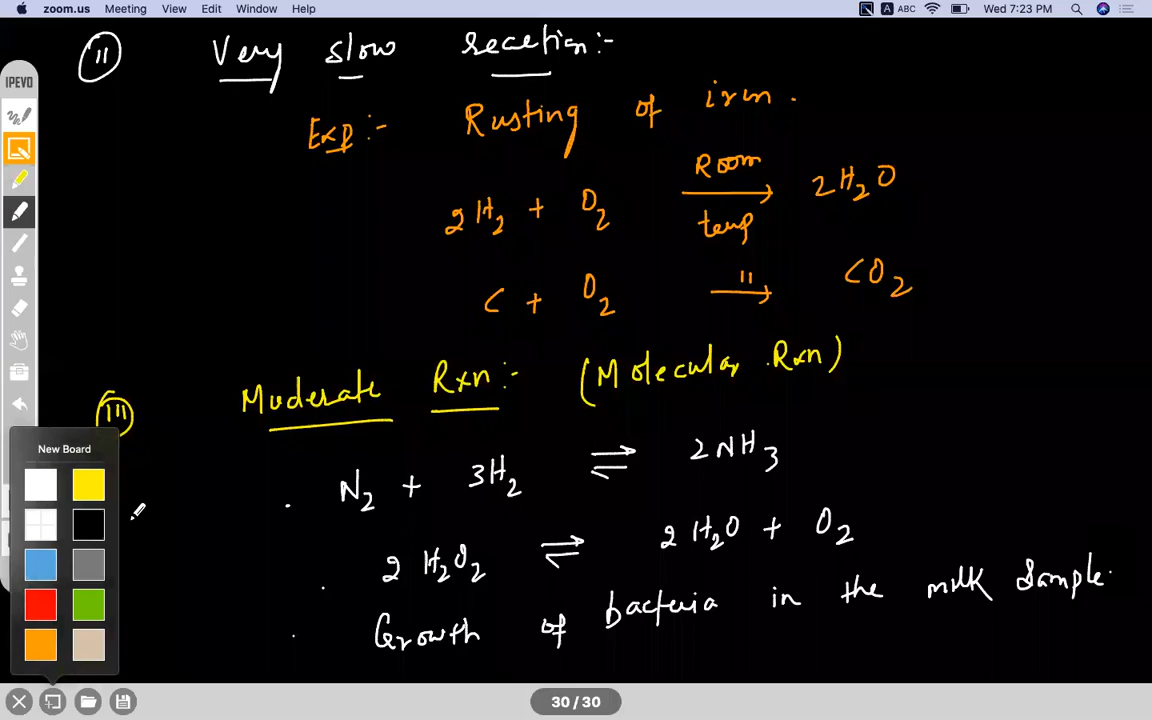 zoom.us Meeting View Edit Window Help ABC Wed 7:23 PM
IPEVO
(ii) Very slow reaction:-
Exp:- Rusting of iron.
2H₂ + O₂ Room temp → 2H₂O
C + O₂ " → CO₂
(iii) Moderate Rxn:- (Molecular Rxn)
. N₂ + 3H₂ ⇌ 2NH₃
. 2H₂O₂ ⇌ 2H₂O + O₂
. Growth of bacteria in the milk sample.
New Board
30/30